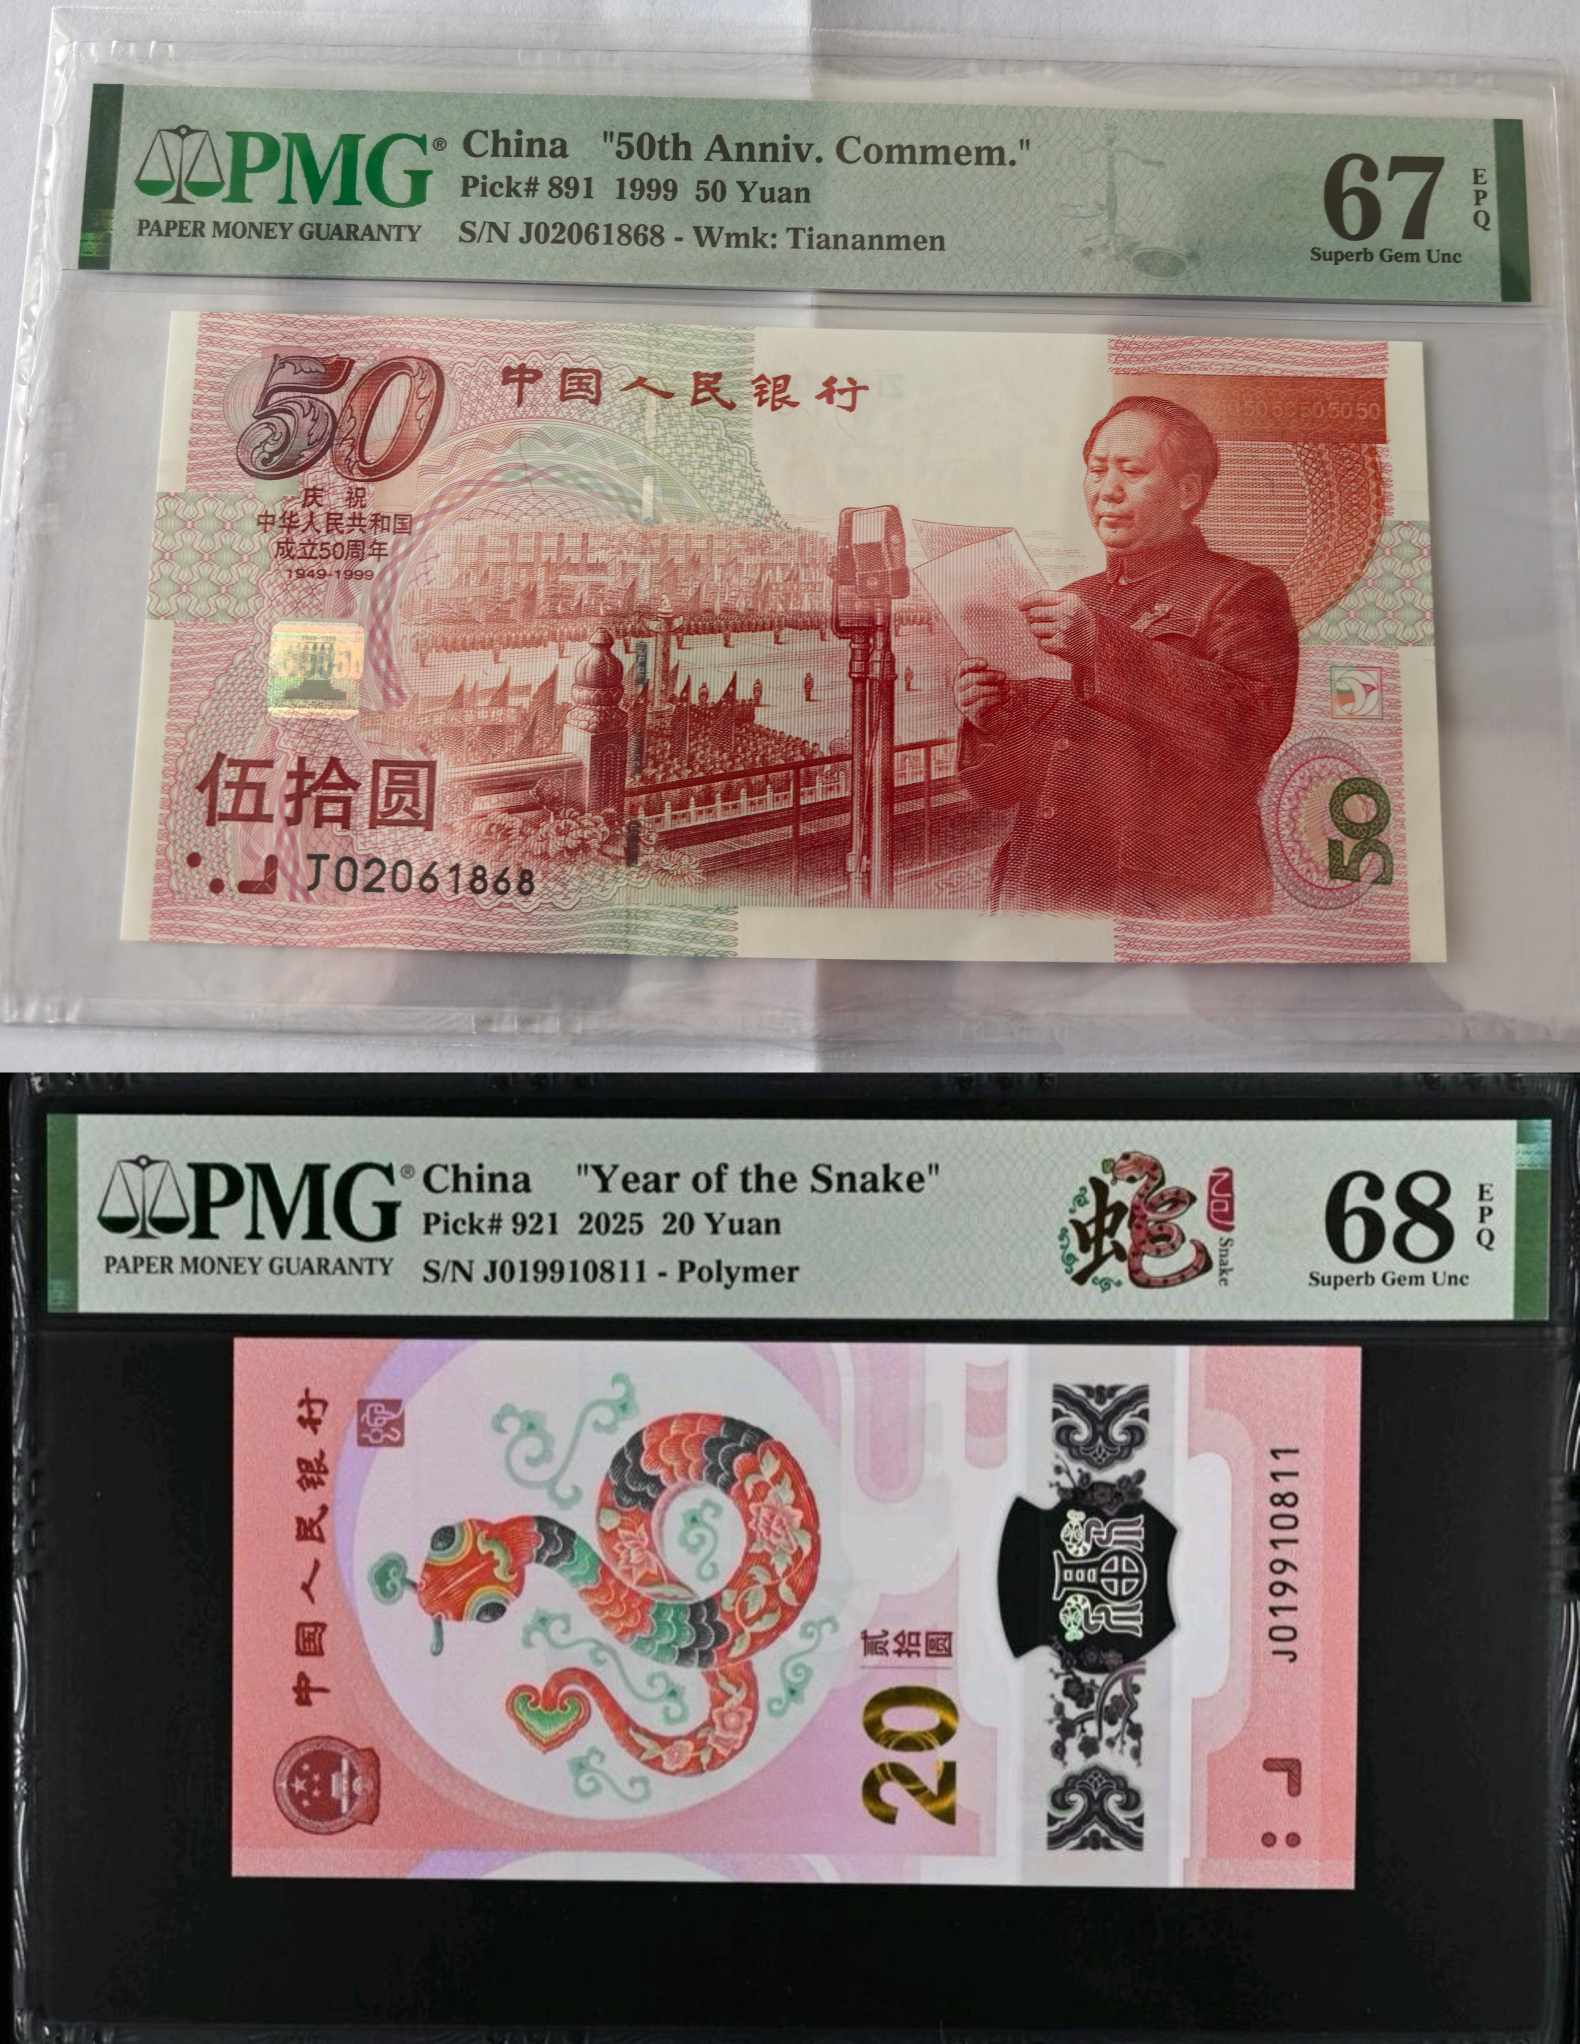 PMG® China "50th Anniv. Commem."
Pick# 891 1999 50 Yuan
PAPER MONEY GUARANTY S/N J02061868 - Wmk: Tiananmen
67 EPQ
Superb Gem Unc
50 中国人民银行
5050505050
庆祝
中华人民共和国
成立50周年
1949-1999
伍拾圆
J02061868
50
PMG® China "Year of the Snake"
Pick# 921 2025 20 Yuan
PAPER MONEY GUARANTY S/N J019910811 - Polymer
蛇 Snake
68 EPQ
Superb Gem Unc
中国人民银行
贰拾圆
20
福
J019910811